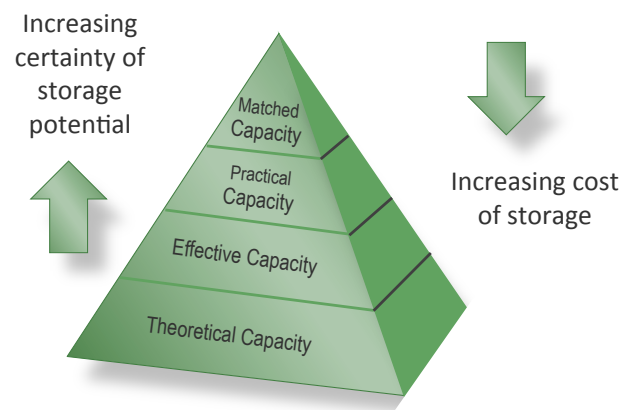 Increasing
certainty of
storage
potential
Matched
Capacity
Practical
Capacity
Effective Capacity
Theoretical Capacity
Increasing cost
of storage